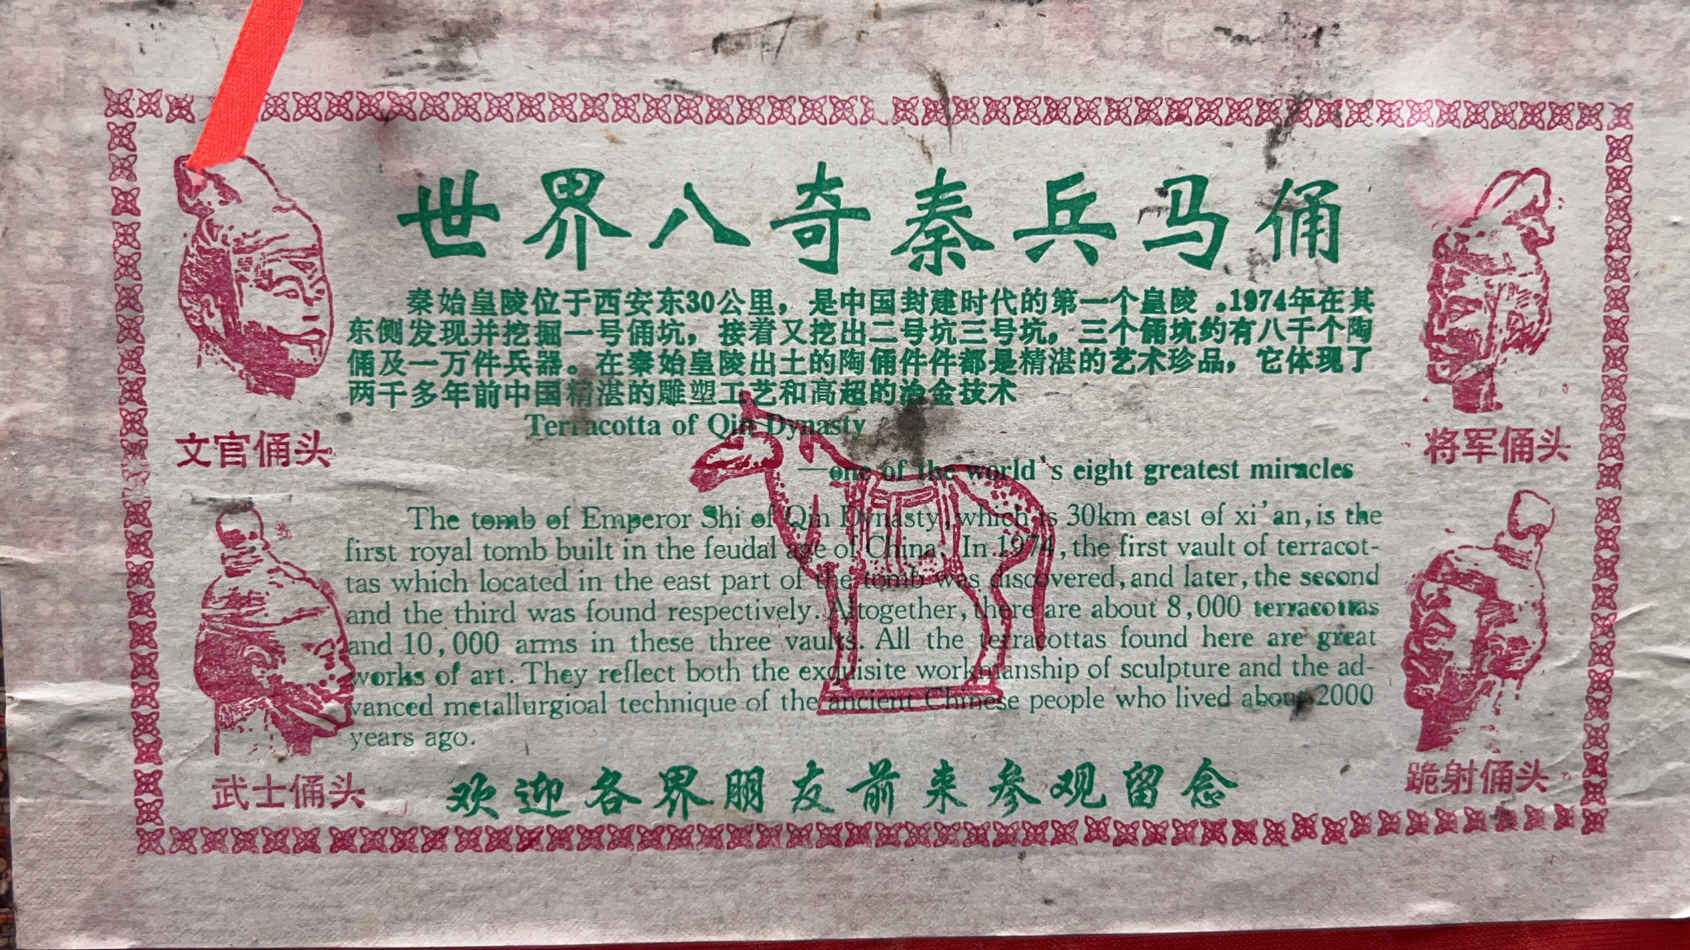 世界八奇秦兵马俑
秦始皇陵位于西安东30公里，是中国封建时代的第一个皇陵。1974年在其
东侧发现并挖掘一号俑坑，接着又挖出二号坑三号坑，三个俑坑约有八千个陶
俑及一万件兵器。在秦始皇陵出土的陶俑件件都是精湛的艺术珍品，它体现了
两千多年前中国精湛的雕塑工艺和高超的冶金技术
Terracotta of Qin Dynasty
—one of the world's eight greatest miracles
The tomb of Emperor Shi of Qin Dynasty, which is 30km east of xi'an, is the
first royal tomb built in the feudal age of China. In 1974, the first vault of terracot-
tas which located in the east part of the tomb was discovered, and later, the second
and the third was found respectively. Altogether, there are about 8,000 terracottas
and 10,000 arms in these three vaults. All the terracottas found here are great
works of art. They reflect both the exquisite workmanship of sculpture and the ad-
vanced metallurgioal technique of the ancient Chinese people who lived about 2000
years ago.
欢迎各界朋友前来参观留念
文官俑头
武士俑头
将军俑头
跪射俑头